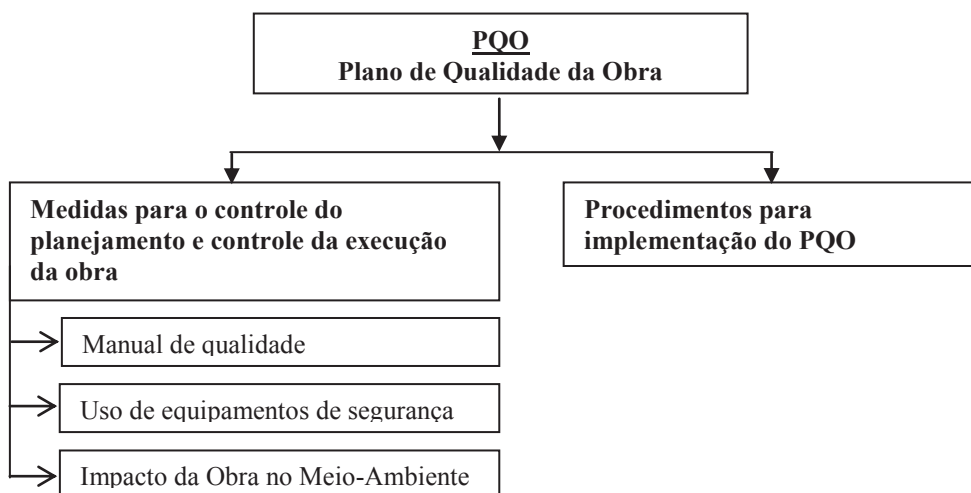 PQO
Plano de Qualidade da Obra
Medidas para o controle do
planejamento e controle da execução
da obra
Procedimentos para
implementação do PQO
Manual de qualidade
Uso de equipamentos de segurança
Impacto da Obra no Meio-Ambiente